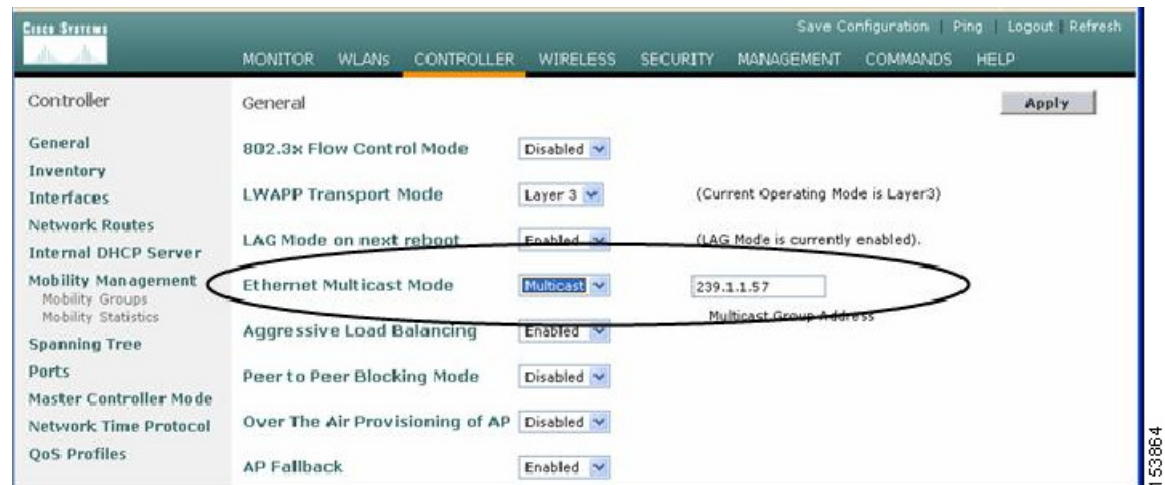 CISCO SYSTEMS
Save Configuration | Ping | Logout | Refresh
MONITOR WLANs CONTROLLER WIRELESS SECURITY MANAGEMENT COMMANDS HELP
Controller
General
Inventory
Interfaces
Network Routes
Internal DHCP Server
Mobility Management
Mobility Groups
Mobility Statistics
Spanning Tree
Ports
Master Controller Mode
Network Time Protocol
QoS Profiles
General
Apply
802.3x Flow Control Mode Disabled
LWAPP Transport Mode Layer 3 (Current Operating Mode is Layer3)
LAG Mode on next reboot Enabled (LAG Mode is currently enabled).
Ethernet Multicast Mode Multicast 239.1.1.57
Multicast Group Address
Aggressive Load Balancing Enabled
Peer to Peer Blocking Mode Disabled
Over The Air Provisioning of AP Disabled
AP Fallback Enabled
153864